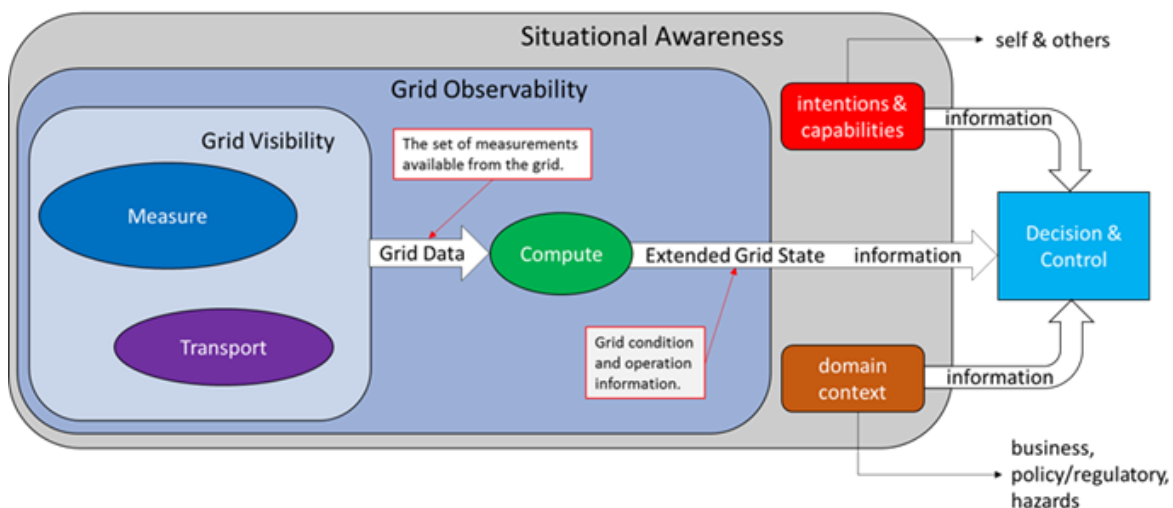 Situational Awareness
self & others
Grid Observability
intentions &
capabilities
information
Grid Visibility
The set of measurements
available from the grid.
Measure
Grid Data
Compute
Extended Grid State
information
Decision &
Control
Transport
Grid condition
and operation
information.
domain
context
information
business,
policy/regulatory,
hazards